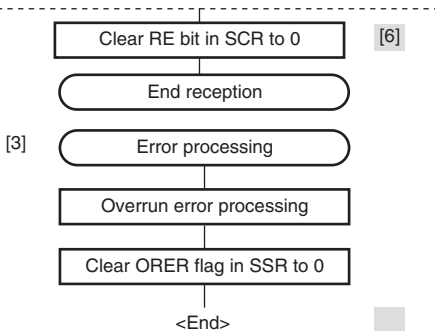 Clear RE bit in SCR to 0 [6]
End reception
[3] Error processing
Overrun error processing
Clear ORER flag in SSR to 0
<End>